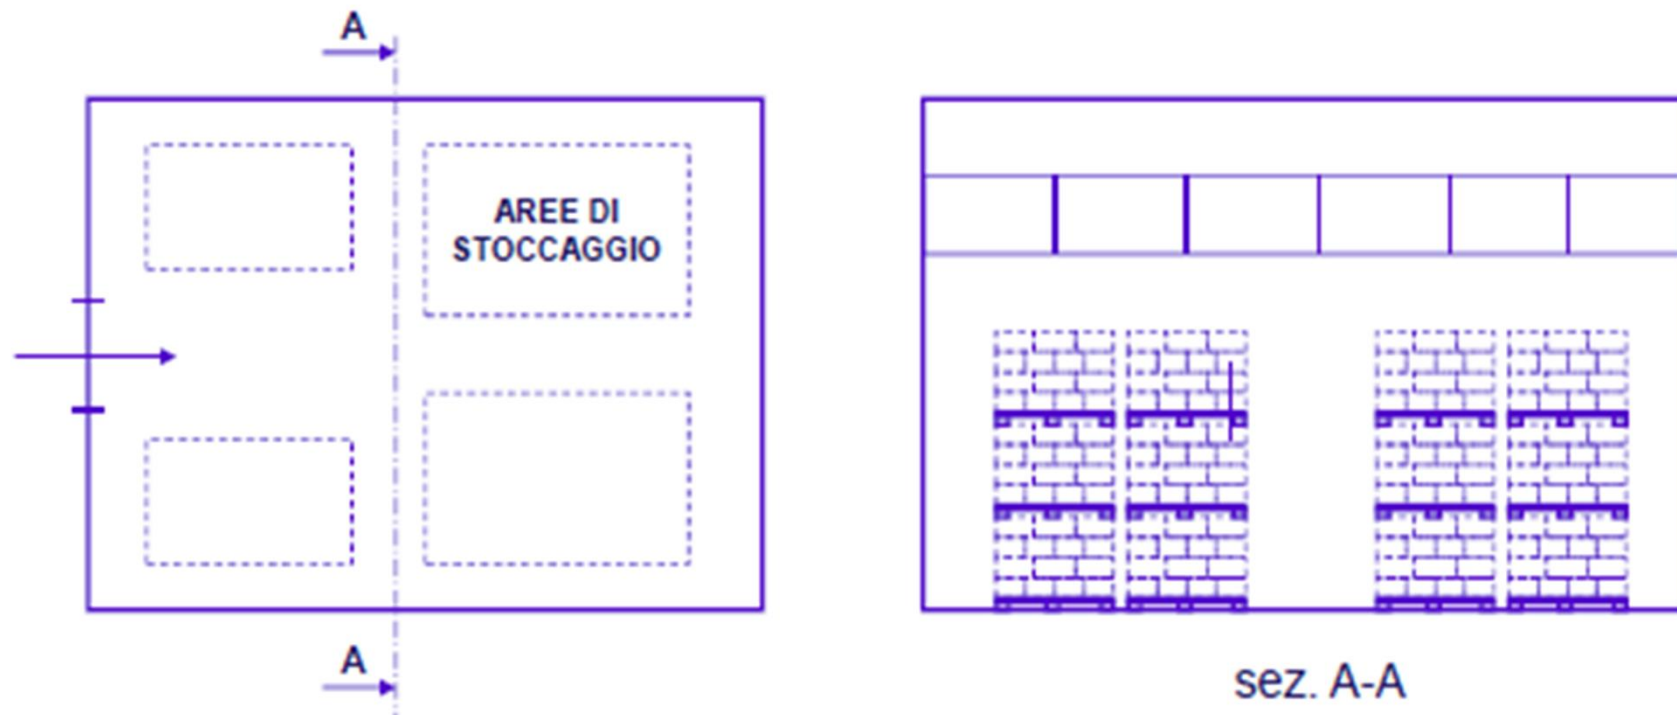 A
AREE DI
STOCCAGGIO
A
sez. A-A